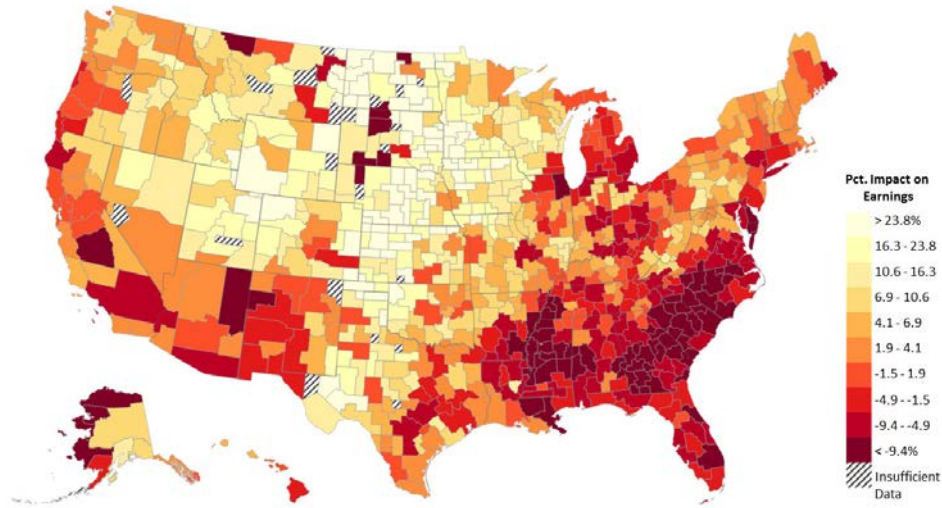 Pct. Impact on
Earnings
> 23.8%
16.3 - 23.8
10.6 - 16.3
6.9 - 10.6
4.1 - 6.9
1.9 - 4.1
-1.5 - 1.9
-4.9 - -1.5
-9.4 - -4.9
< -9.4%
Insufficient
Data